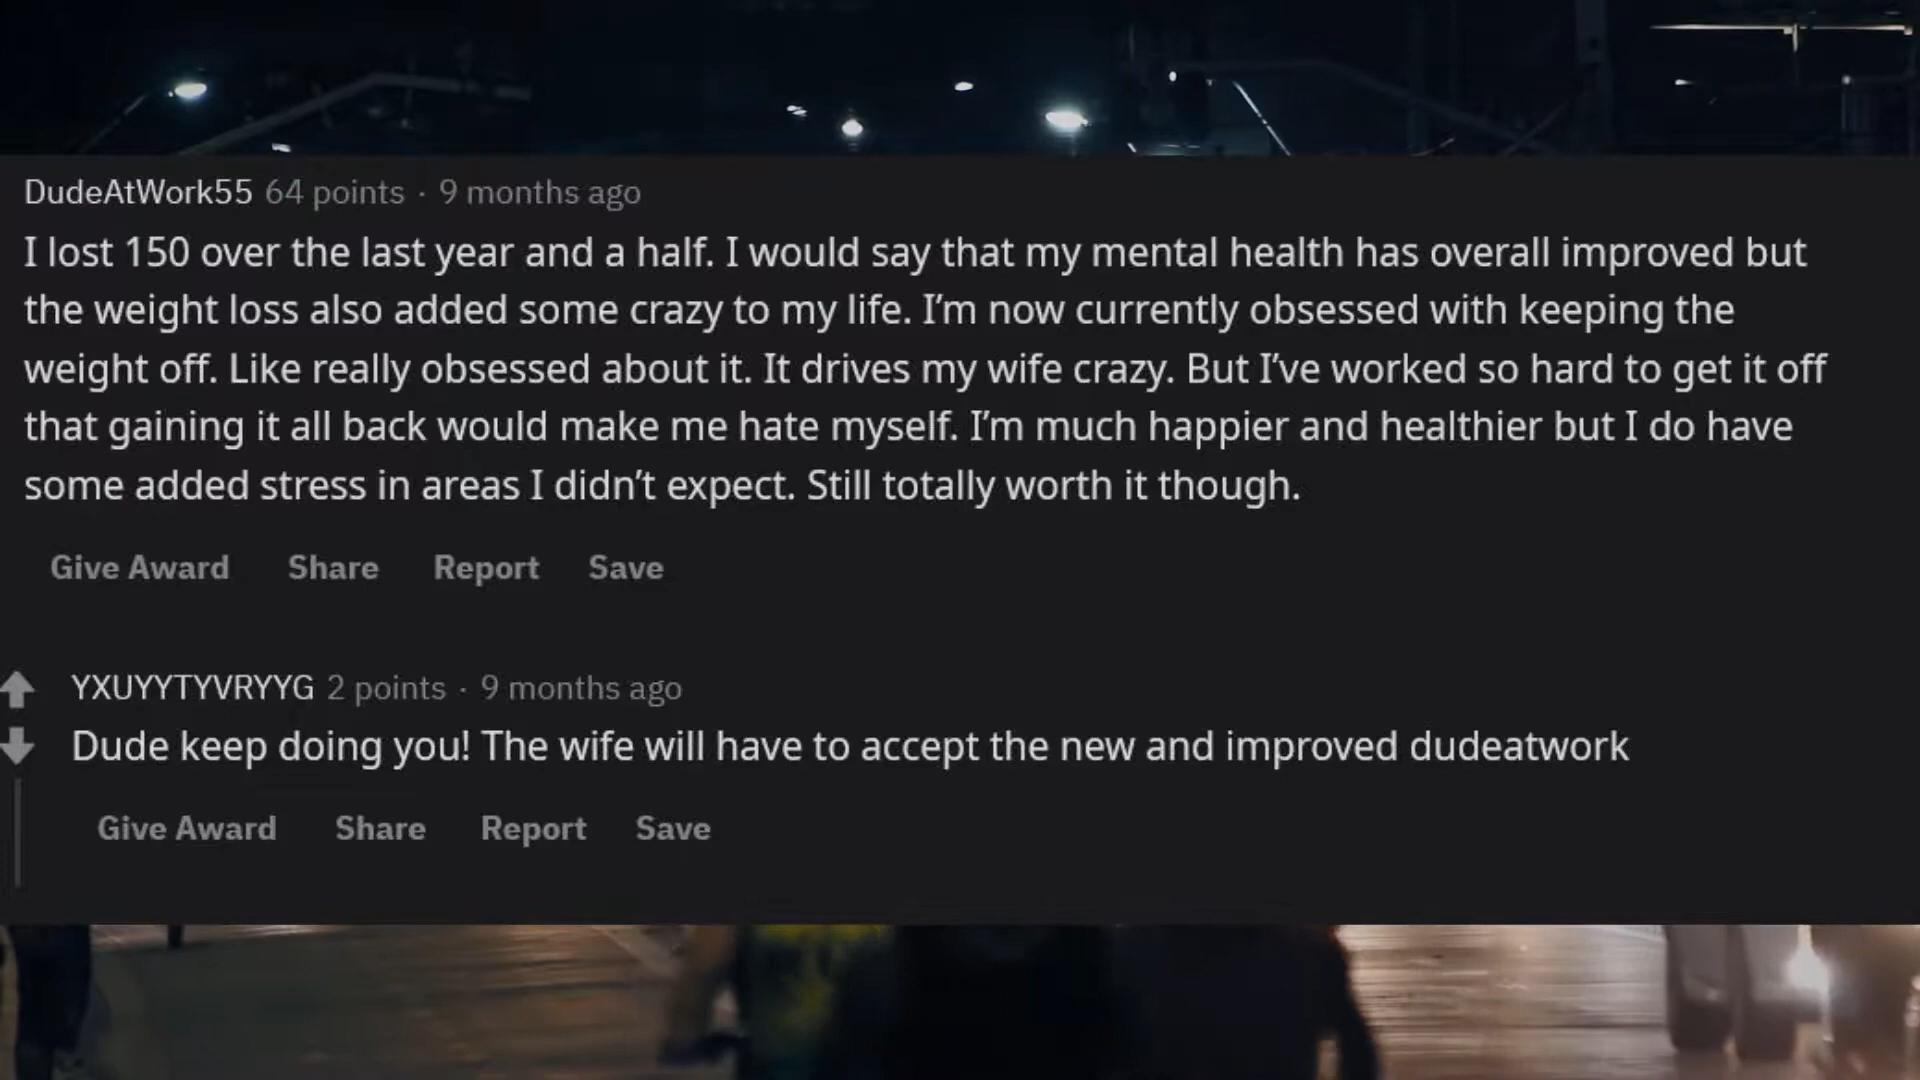 DudeAtWork55 64 points · 9 months ago
I lost 150 over the last year and a half. I would say that my mental health has overall improved but
the weight loss also added some crazy to my life. I’m now currently obsessed with keeping the
weight off. Like really obsessed about it. It drives my wife crazy. But I’ve worked so hard to get it off
that gaining it all back would make me hate myself. I’m much happier and healthier but I do have
some added stress in areas I didn’t expect. Still totally worth it though.
Give Award Share Report Save
YXUYYTYVRYYG 2 points · 9 months ago
Dude keep doing you! The wife will have to accept the new and improved dudeatwork
Give Award Share Report Save